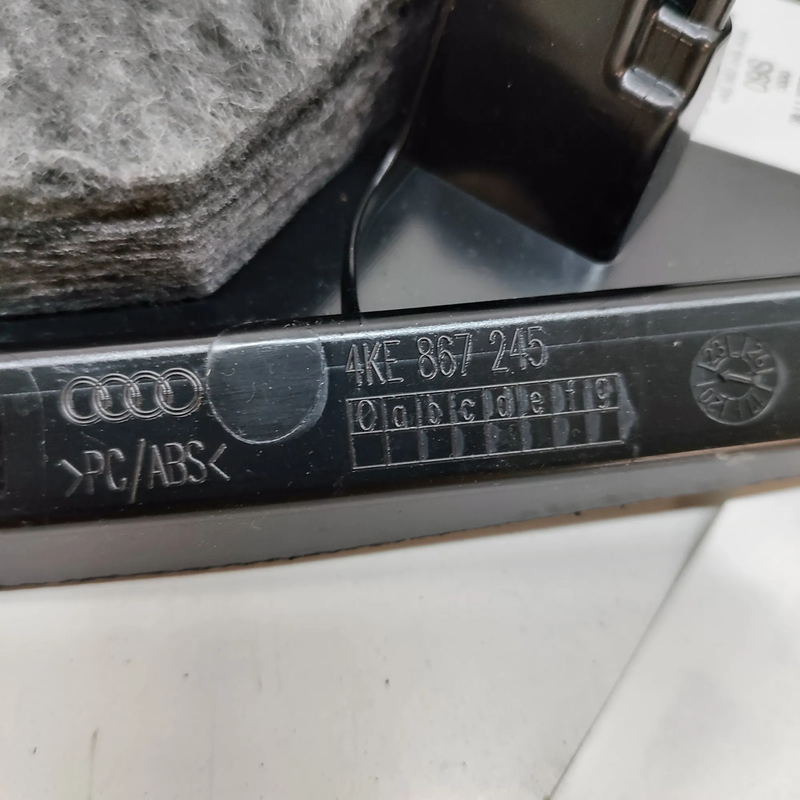 4KE 867 245
0 a b c d e f g
>PC/ABS<